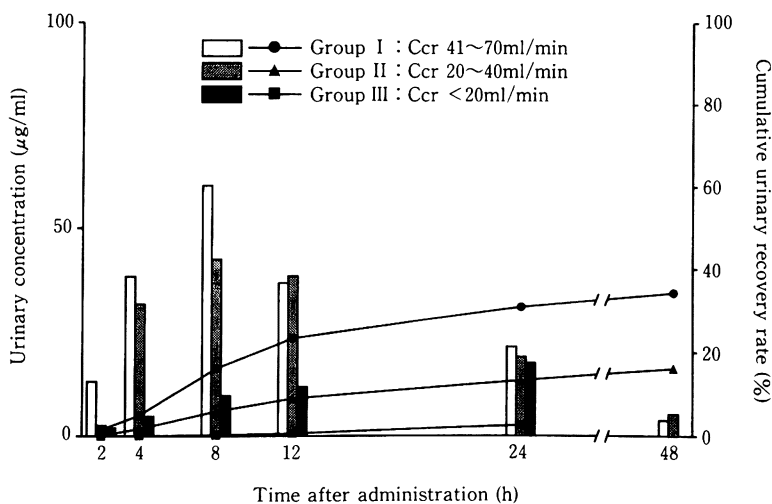 100
50
0
Urinary concentration (μg/ml)
Group I : Ccr 41~70ml/min
Group II : Ccr 20~40ml/min
Group III : Ccr <20ml/min
100
80
60
40
20
0
Cumulative urinary recovery rate (%)
2 4 8 12 24 48
Time after administration (h)